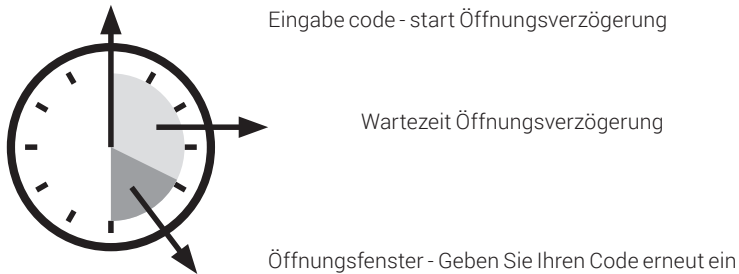 Eingabe code - start Öffnungsverzögerung
Wartezeit Öffnungsverzögerung
Öffnungsfenster - Geben Sie Ihren Code erneut ein